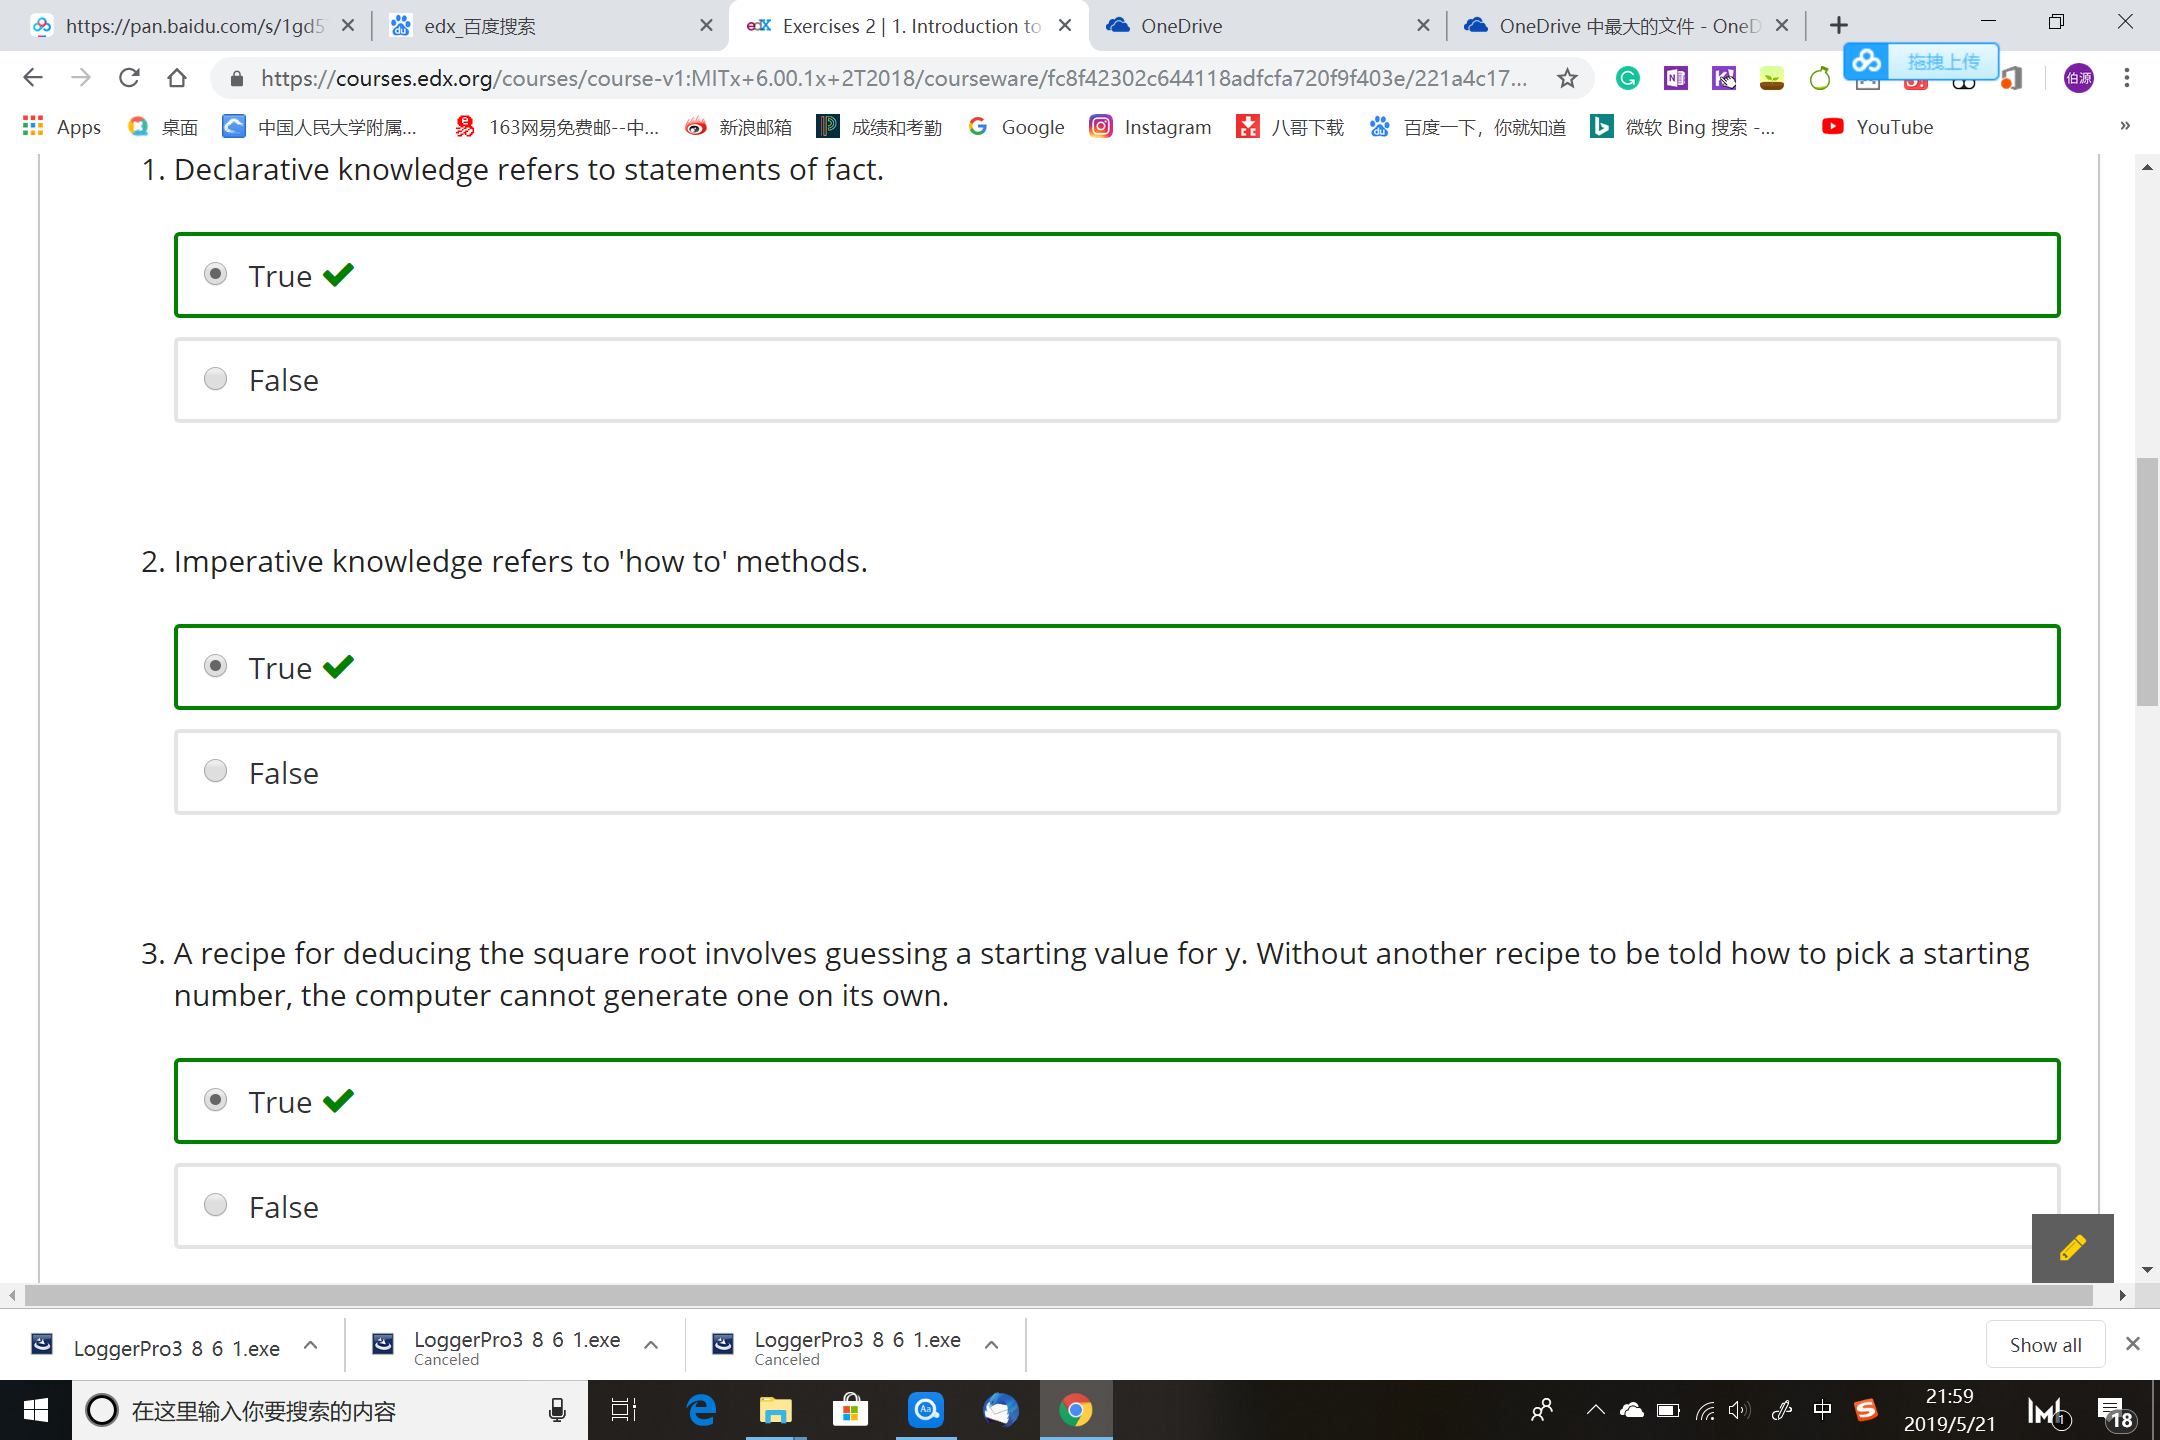 https://pan.baidu.com/s/1gd5
edx_百度搜索
edX Exercises 2 | 1. Introduction to
OneDrive
OneDrive 中最大的文件 - OneD
https://courses.edx.org/courses/course-v1:MITx+6.00.1x+2T2018/courseware/fc8f42302c644118adfcfa720f9f403e/221a4c17...
拖拽上传
伯源
Apps
桌面
中国人民大学附属...
163网易免费邮--中...
新浪邮箱
成绩和考勤
Google
Instagram
八哥下载
百度一下，你就知道
微软 Bing 搜索 -...
YouTube
»
1. Declarative knowledge refers to statements of fact.
True
False
2. Imperative knowledge refers to 'how to' methods.
True
False
3. A recipe for deducing the square root involves guessing a starting value for y. Without another recipe to be told how to pick a starting
number, the computer cannot generate one on its own.
True
False
LoggerPro3 8 6 1.exe
LoggerPro3 8 6 1.exe
Canceled
LoggerPro3 8 6 1.exe
Canceled
Show all
在这里输入你要搜索的内容
中
21:59
2019/5/21
1
18